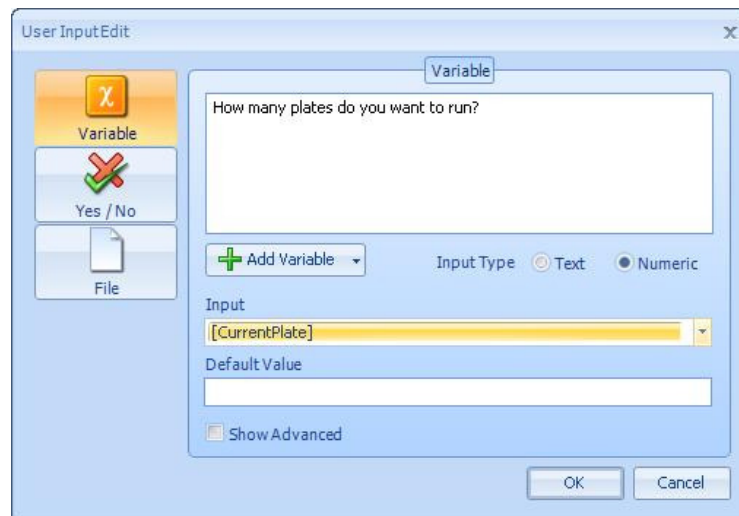 User InputEdit
x
χ
Variable
Yes / No
File
Variable
How many plates do you want to run?
Add Variable
Input Type Text Numeric
Input
[CurrentPlate]
Default Value
Show Advanced
OK Cancel